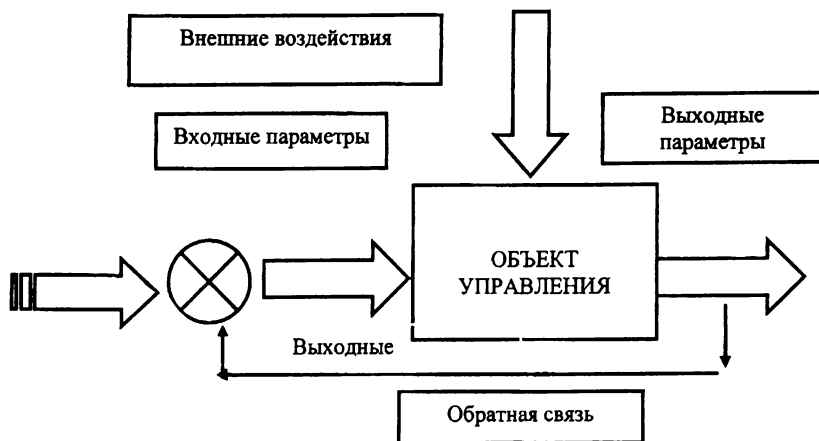 Внешние воздействия
Входные параметры
Выходные
параметры
ОБЪЕКТ
УПРАВЛЕНИЯ
Выходные
Обратная связь